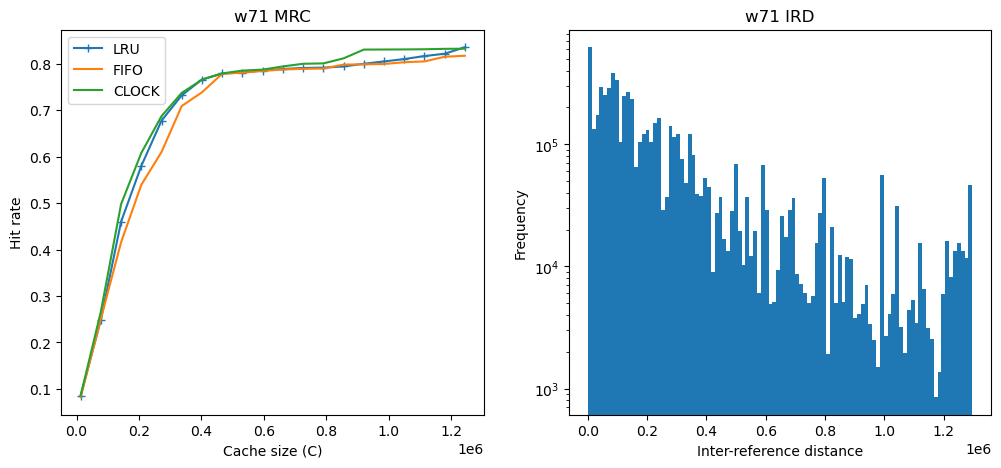 w71 MRC
LRU
FIFO
CLOCK
Hit rate
0.8
0.7
0.6
0.5
0.4
0.3
0.2
0.1
0.0 0.2 0.4 0.6 0.8 1.0 1.2
1e6
Cache size (C)
w71 IRD
Frequency
10^5
10^4
10^3
0.0 0.2 0.4 0.6 0.8 1.0 1.2
1e6
Inter-reference distance